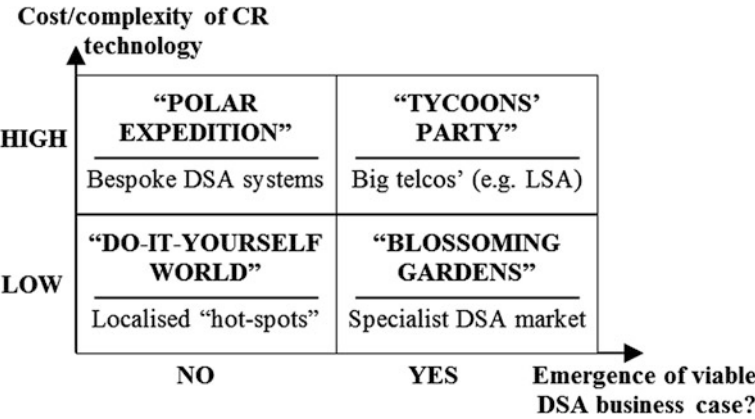 Cost/complexity of CR
technology
HIGH
“POLAR
EXPEDITION”
Bespoke DSA systems
“TYCOONS’
PARTY”
Big telcos’ (e.g. LSA)
LOW
“DO-IT-YOURSELF
WORLD”
Localised “hot-spots”
“BLOSSOMING
GARDENS”
Specialist DSA market
NO
YES
Emergence of viable
DSA business case?